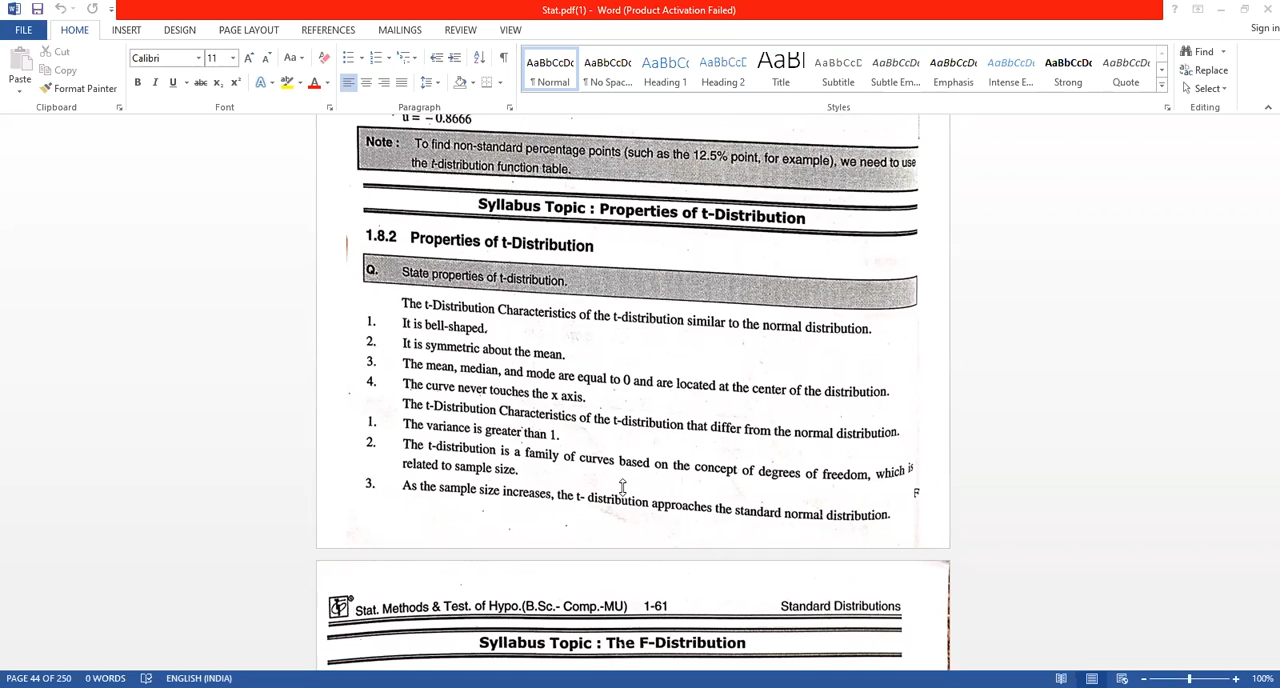 Stat.pdf(1) - Word (Product Activation Failed)
Sign in
FILE HOME INSERT DESIGN PAGE LAYOUT REFERENCES MAILINGS REVIEW VIEW
Paste
Cut
Copy
Format Painter
Clipboard
Calibri 11
Font
Paragraph
AaBbCcDc AaBbCcDc AaBbC AaBbCcD AaBl AaBbCcD AaBbCcDt AaBbCcDt AaBbCcDt AaBbCcDc AaBbCcDt
¶ Normal ¶ No Spac... Heading 1 Heading 2 Title Subtitle Subtle Em... Emphasis Intense E... Strong Quote
Styles
Find
Replace
Select
Editing
u = − 0.8666
Note : To find non-standard percentage points (such as the 12.5% point, for example), we need to use
the t-distribution function table.
Syllabus Topic : Properties of t-Distribution
1.8.2 Properties of t-Distribution
Q. State properties of t-distribution.
The t-Distribution Characteristics of the t-distribution similar to the normal distribution.
1. It is bell-shaped.
2. It is symmetric about the mean.
3. The mean, median, and mode are equal to 0 and are located at the center of the distribution.
4. The curve never touches the x axis.
The t-Distribution Characteristics of the t-distribution that differ from the normal distribution.
1. The variance is greater than 1.
2. The t-distribution is a family of curves based on the concept of degrees of freedom, which is
related to sample size.
3. As the sample size increases, the t- distribution approaches the standard normal distribution.
F
Stat. Methods & Test. of Hypo.(B.Sc.- Comp.-MU) 1-61 Standard Distributions
Syllabus Topic : The F-Distribution
PAGE 44 OF 250 0 WORDS ENGLISH (INDIA) 100%